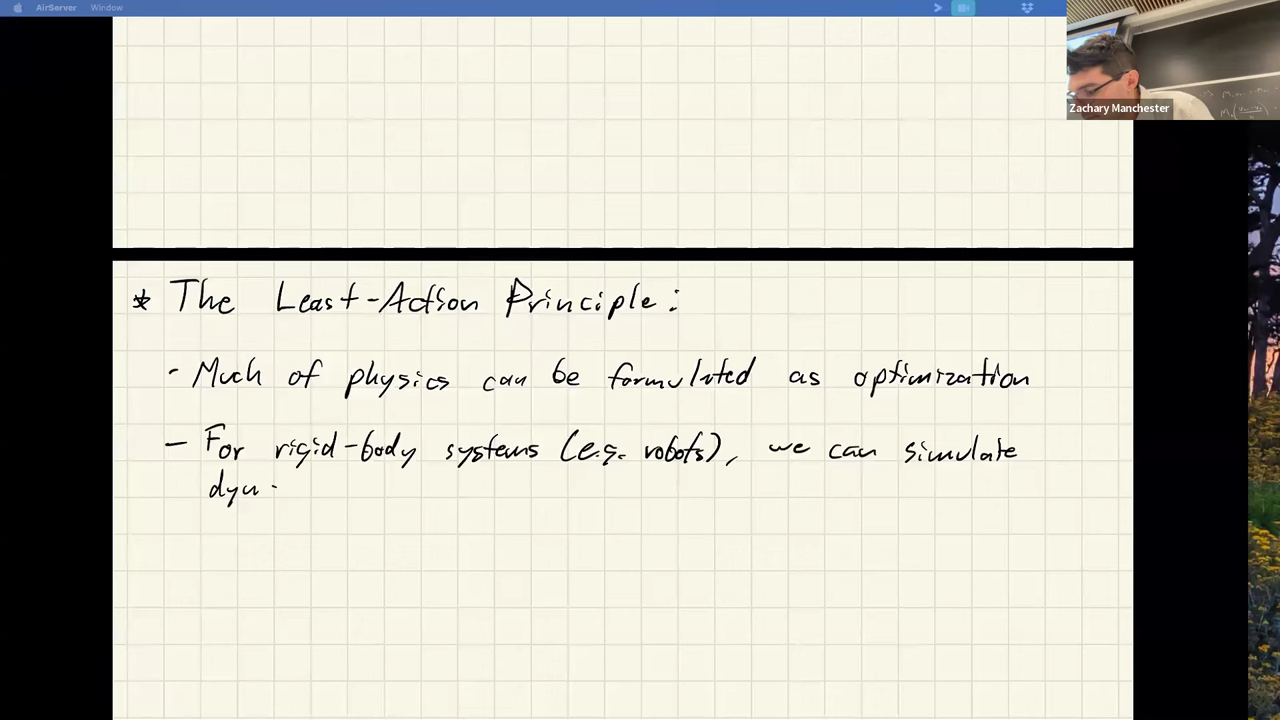 AirServer Window
Zachary Manchester
* The Least-Action Principle:
- Much of physics can be formulated as optimization
- For rigid-body systems (e.g. robots), we can simulate
dyn